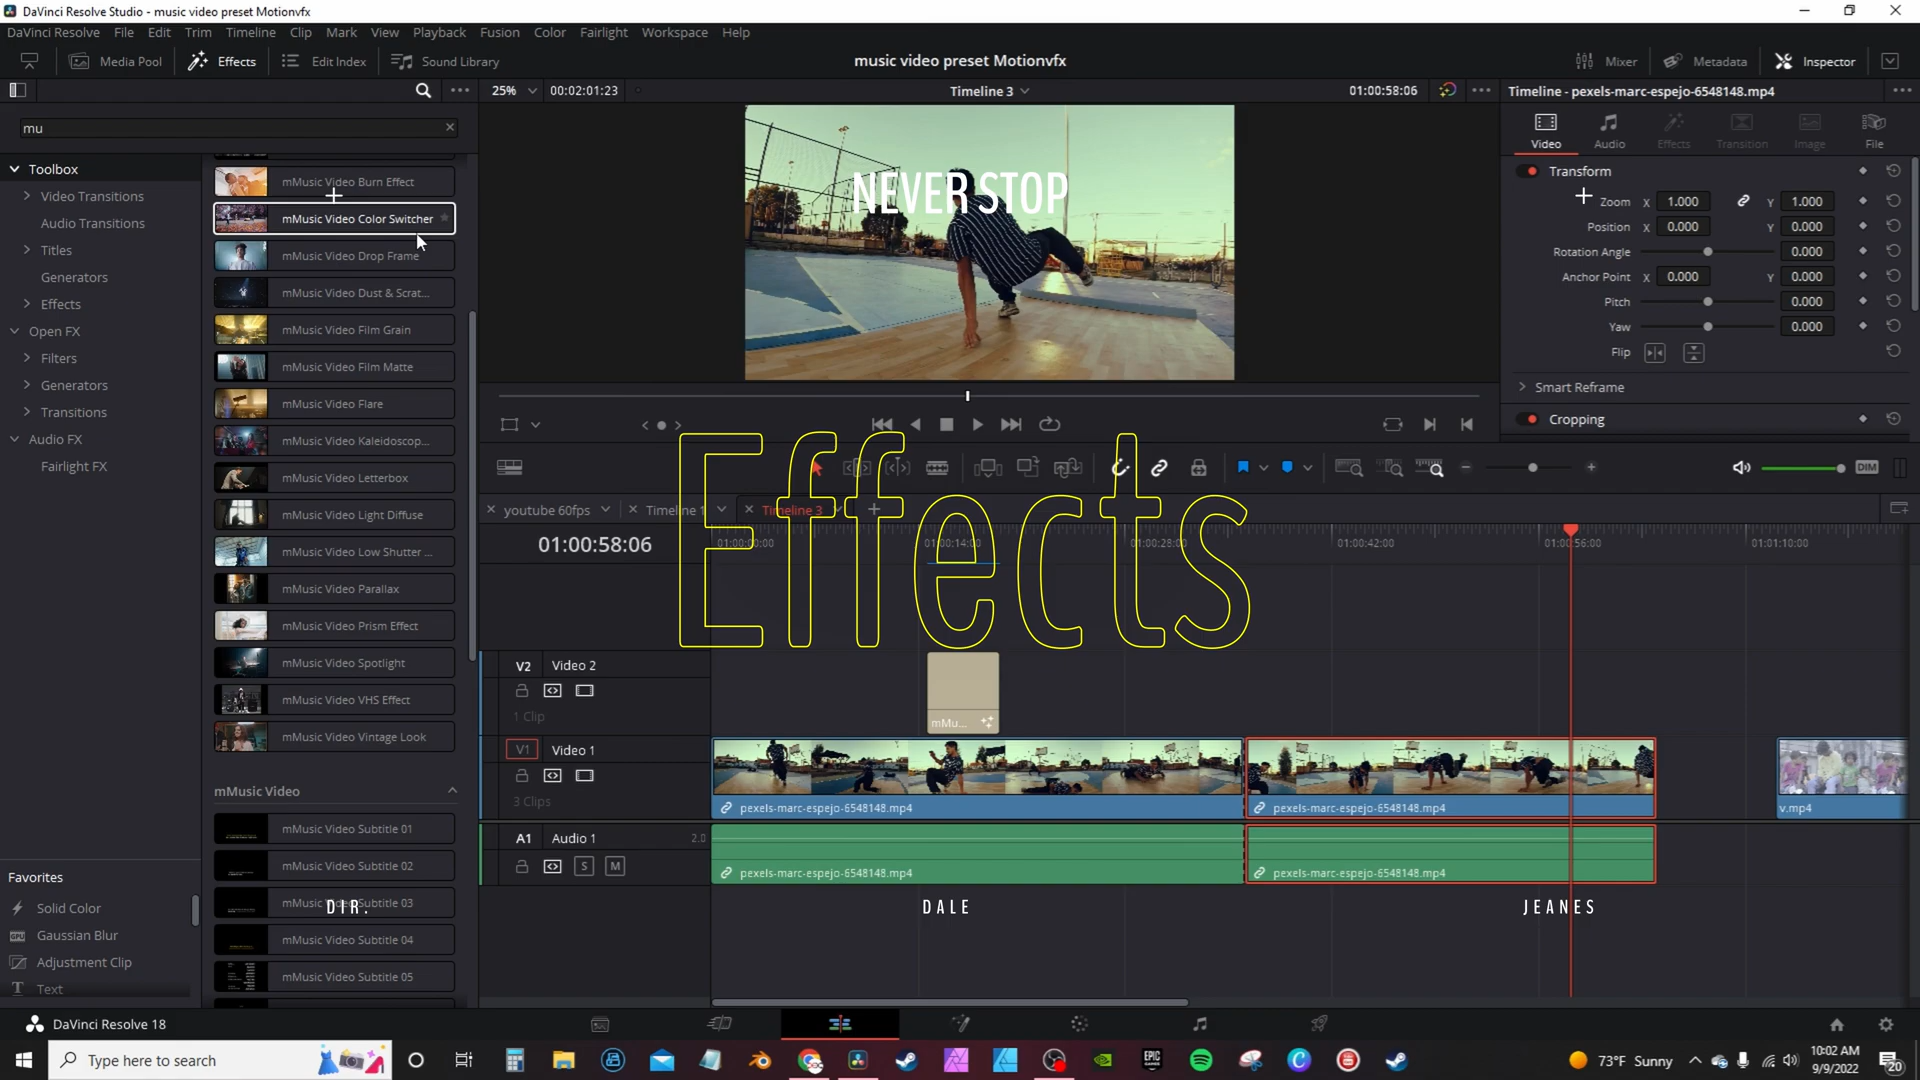 DaVinci Resolve Studio - music video preset Motionvfx
DaVinci Resolve File Edit Trim Timeline Clip Mark View Playback Fusion Color Fairlight Workspace Help
Media Pool Effects Edit Index Sound Library
music video preset Motionvfx
Mixer Metadata Inspector
25% 00:02:01:23 Timeline 3 01:00:58:06
Timeline - pexels-marc-espejo-6548148.mp4
mu
Toolbox
Video Transitions
Audio Transitions
Titles
Generators
Effects
Open FX
Filters
Generators
Transitions
Audio FX
Fairlight FX
Favorites
Solid Color
Gaussian Blur
Adjustment Clip
Text
mMusic Video Burn Effect
mMusic Video Color Switcher
mMusic Video Drop Frame
mMusic Video Dust & Scrat...
mMusic Video Film Grain
mMusic Video Film Matte
mMusic Video Flare
mMusic Video Kaleidoscop...
mMusic Video Letterbox
mMusic Video Light Diffuse
mMusic Video Low Shutter ...
mMusic Video Parallax
mMusic Video Prism Effect
mMusic Video Spotlight
mMusic Video VHS Effect
mMusic Video Vintage Look
mMusic Video
mMusic Video Subtitle 01
mMusic Video Subtitle 02
mMusic Video Subtitle 03
mMusic Video Subtitle 04
mMusic Video Subtitle 05
NEVER STOP
Video Audio Effects Transition Image File
Transform
Zoom X 1.000 Y 1.000
Position X 0.000 Y 0.000
Rotation Angle 0.000
Anchor Point X 0.000 Y 0.000
Pitch 0.000
Yaw 0.000
Flip
Smart Reframe
Cropping
DIM
Effects
youtube 60fps Timeline 1 Timeline 3
01:00:58:06
01:00:00:00 01:00:14:00 01:00:28:00 01:00:42:00 01:00:56:00 01:01:10:00
V2 Video 2
1 Clip
mMu...
V1 Video 1
3 Clips
pexels-marc-espejo-6548148.mp4 pexels-marc-espejo-6548148.mp4 v.mp4
A1 Audio 1 2.0
S M
pexels-marc-espejo-6548148.mp4 pexels-marc-espejo-6548148.mp4
DIR. DALE JEANES
DaVinci Resolve 18
Type here to search
EPIC GAMES
73°F Sunny
10:02 AM
9/9/2022
20